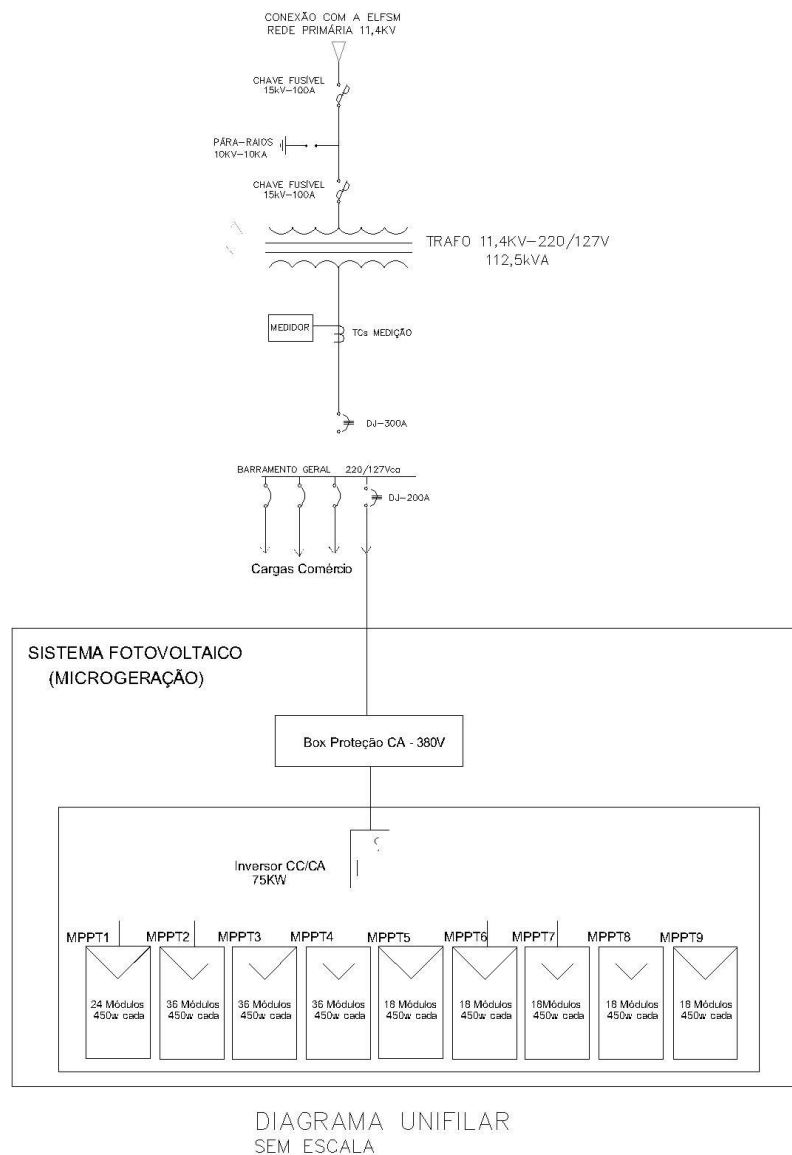 CONEXÃO COM A ELFSM
REDE PRIMÁRIA 11,4KV
CHAVE FUSÍVEL
15kV-100A
PÁRA-RAIOS
10KV-10KA
CHAVE FUSÍVEL
15kV-100A
TRAFO 11,4KV-220/127V
112,5kVA
MEDIDOR
TCs MEDIÇÃO
DJ-300A
BARRAMENTO GERAL 220/127Vca
DJ-200A
Cargas Comércio
SISTEMA FOTOVOLTAICO
(MICROGERAÇÃO)
Box Proteção CA - 380V
Inversor CC/CA
75KW
MPPT1 MPPT2 MPPT3 MPPT4 MPPT5 MPPT6 MPPT7 MPPT8 MPPT9
24 Módulos 36 Módulos 36 Módulos 36 Módulos 18 Módulos 18 Módulos 18Módulos 18 Módulos 18 Módulos
450w cada 450w cada 450w cada 450w cada 450w cada 450w cada 450w cada 450w cada 450w cada
DIAGRAMA UNIFILAR
SEM ESCALA